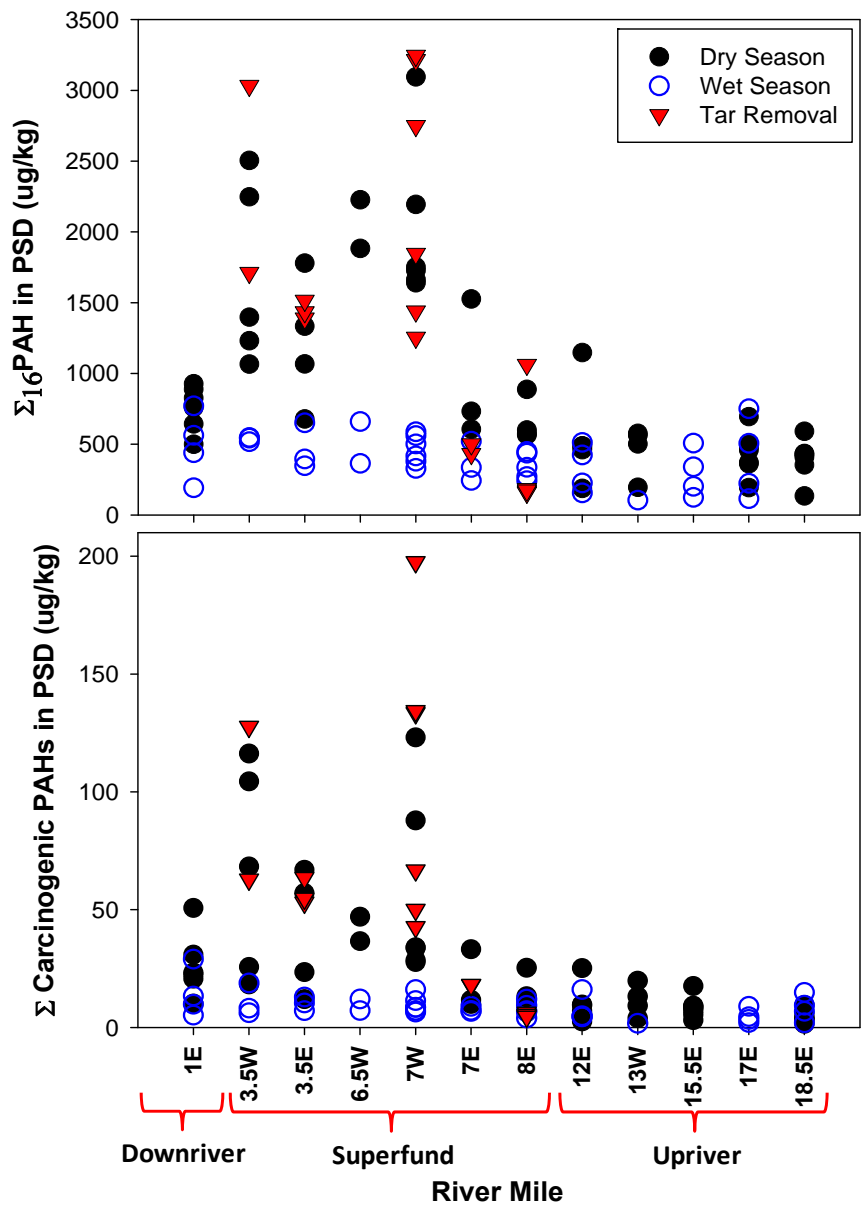 Σ16PAH in PSD (ug/kg)
3500
3000
2500
2000
1500
1000
500
0
Dry Season
Wet Season
Tar Removal
Σ Carcinogenic PAHs in PSD (ug/kg)
200
150
100
50
0
1E
3.5W
3.5E
6.5W
7W
7E
8E
12E
13W
15.5E
17E
18.5E
Downriver
Superfund
Upriver
River Mile